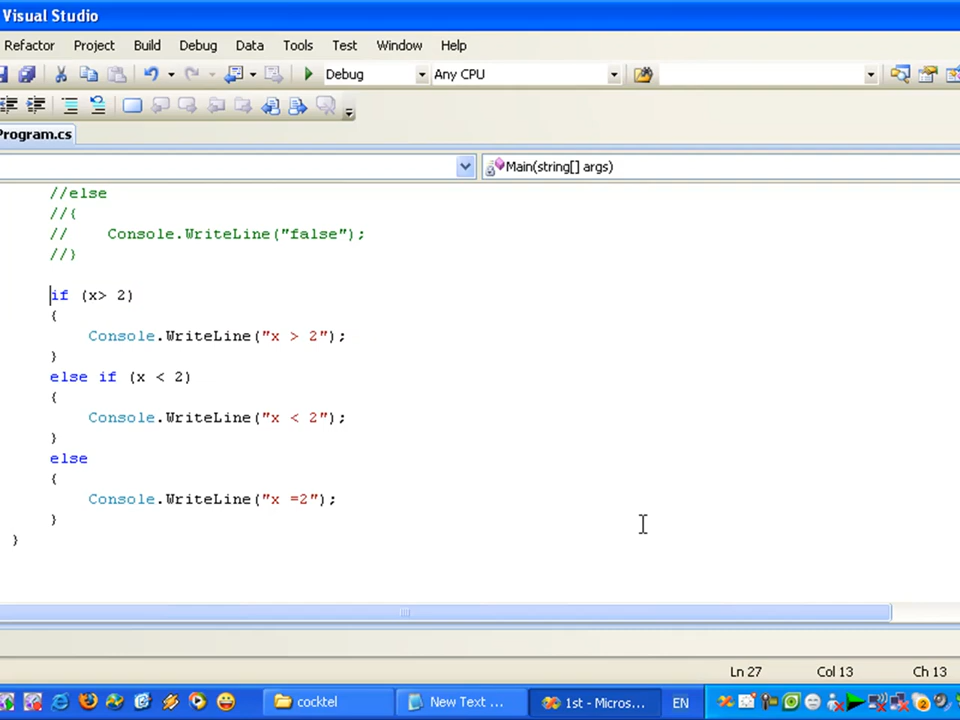 Visual Studio
Refactor Project Build Debug Data Tools Test Window Help
Debug Any CPU
Program.cs
Main(string[] args)
//else
//{
// Console.WriteLine("false");
//}
if (x> 2)
{
Console.WriteLine("x > 2");
}
else if (x < 2)
{
Console.WriteLine("x < 2");
}
else
{
Console.WriteLine("x =2");
}
}
Ln 27 Col 13 Ch 13
cocktel New Text ... 1st - Micros... EN